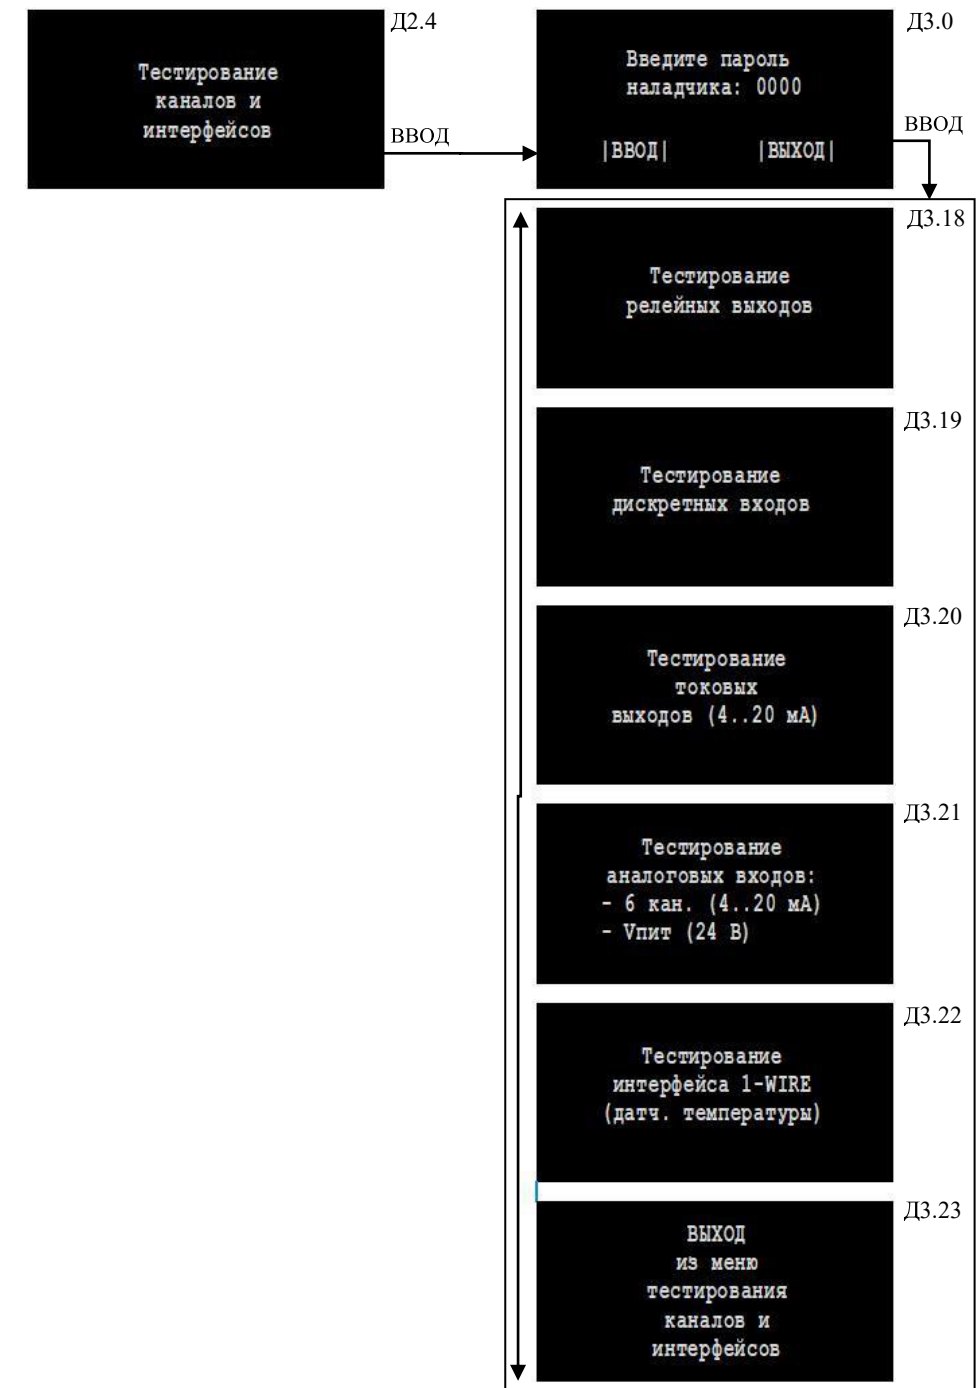 Д2.4
Тестирование
каналов и
интерфейсов
ВВОД
Д3.0
Введите пароль
наладчика: 0000
|ВВОД| |ВЫХОД|
ВВОД
Д3.18
Тестирование
релейных выходов
Д3.19
Тестирование
дискретных входов
Д3.20
Тестирование
токовых
выходов (4..20 мА)
Д3.21
Тестирование
аналоговых входов:
- 6 кан. (4..20 мА)
- Vпит (24 В)
Д3.22
Тестирование
интерфейса 1-WIRE
(датч. температуры)
Д3.23
ВЫХОД
из меню
тестирования
каналов и
интерфейсов